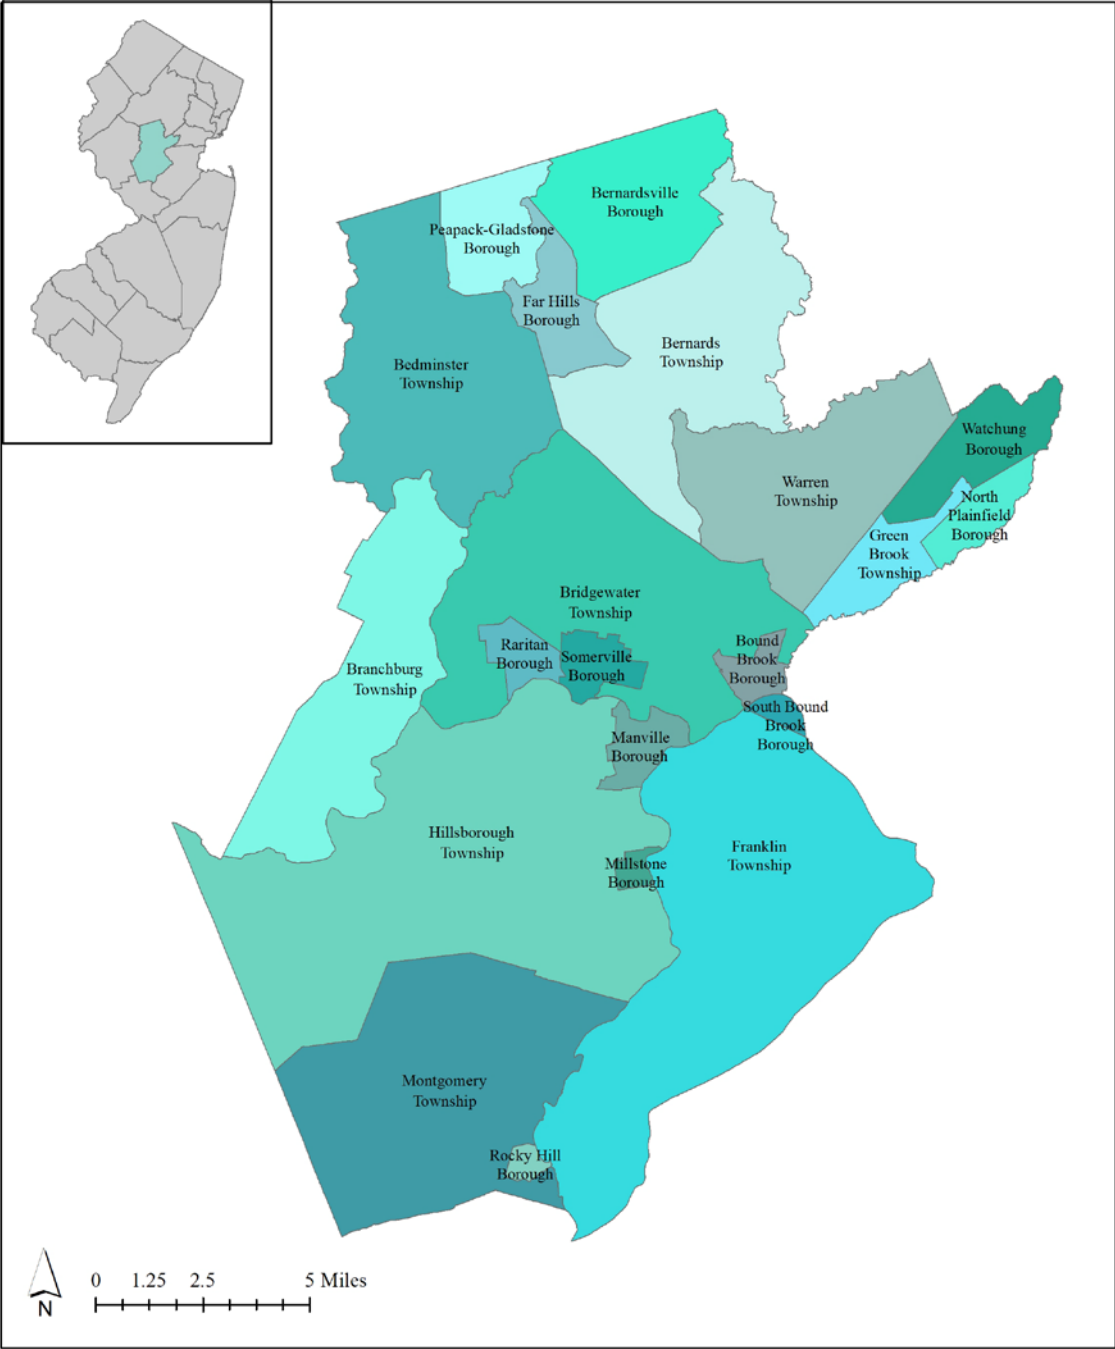 Bernardsville
Borough
Peapack-Gladstone
Borough
Far Hills
Borough
Bernards
Township
Bedminster
Township
Watchung
Borough
Warren
Township
North
Plainfield
Borough
Green
Brook
Township
Bridgewater
Township
Raritan
Borough
Somerville
Borough
Bound
Brook
Borough
Branchburg
Township
South Bound
Brook
Borough
Manville
Borough
Hillsborough
Township
Franklin
Township
Millstone
Borough
Montgomery
Township
Rocky Hill
Borough
N
0 1.25 2.5 5 Miles